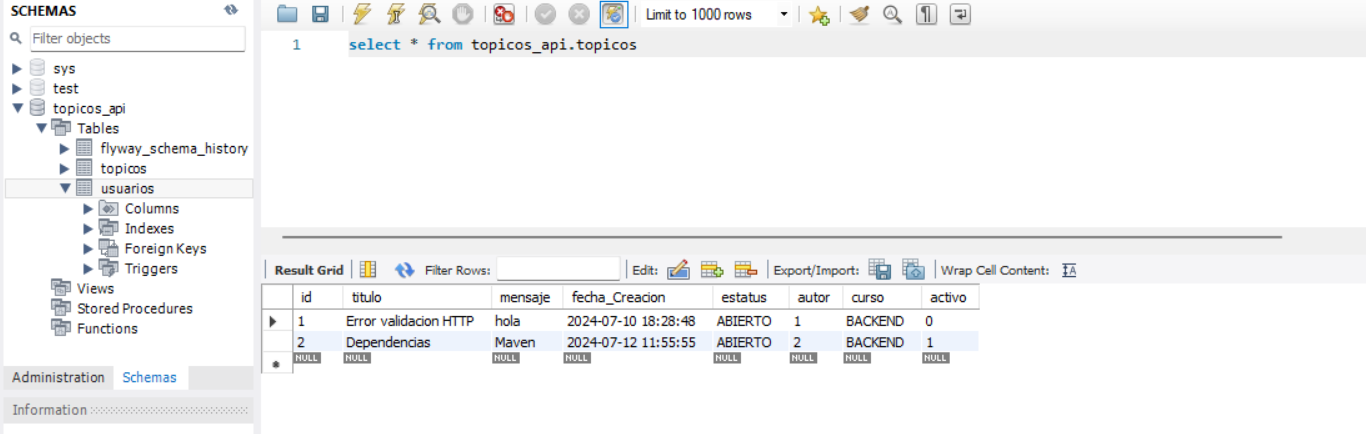 SCHEMAS
Filter objects
sys
test
topicos_api
Tables
flyway_schema_history
topicos
usuarios
Columns
Indexes
Foreign Keys
Triggers
Views
Stored Procedures
Functions
Administration Schemas
Information
Limit to 1000 rows
1 select * from topicos_api.topicos
Result Grid Filter Rows: Edit: Export/Import: Wrap Cell Content:
id titulo mensaje fecha_Creacion estatus autor curso activo
1 Error validacion HTTP hola 2024-07-10 18:28:48 ABIERTO 1 BACKEND 0
2 Dependencias Maven 2024-07-12 11:55:55 ABIERTO 2 BACKEND 1
NULL NULL NULL NULL NULL NULL NULL NULL